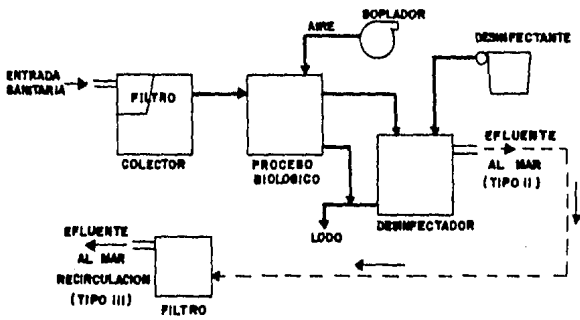 SOPLADOR
AIRE
DESINFECTANTE
ENTRADA
SANITARIA
FILTRO
COLECTOR
PROCESO
BIOLOGICO
EFLUENTE
AL MAR
(TIPO II)
LODO
DESINFECTADOR
EFLUENTE
AL MAR
RECIRCULACION
(TIPO III)
FILTRO